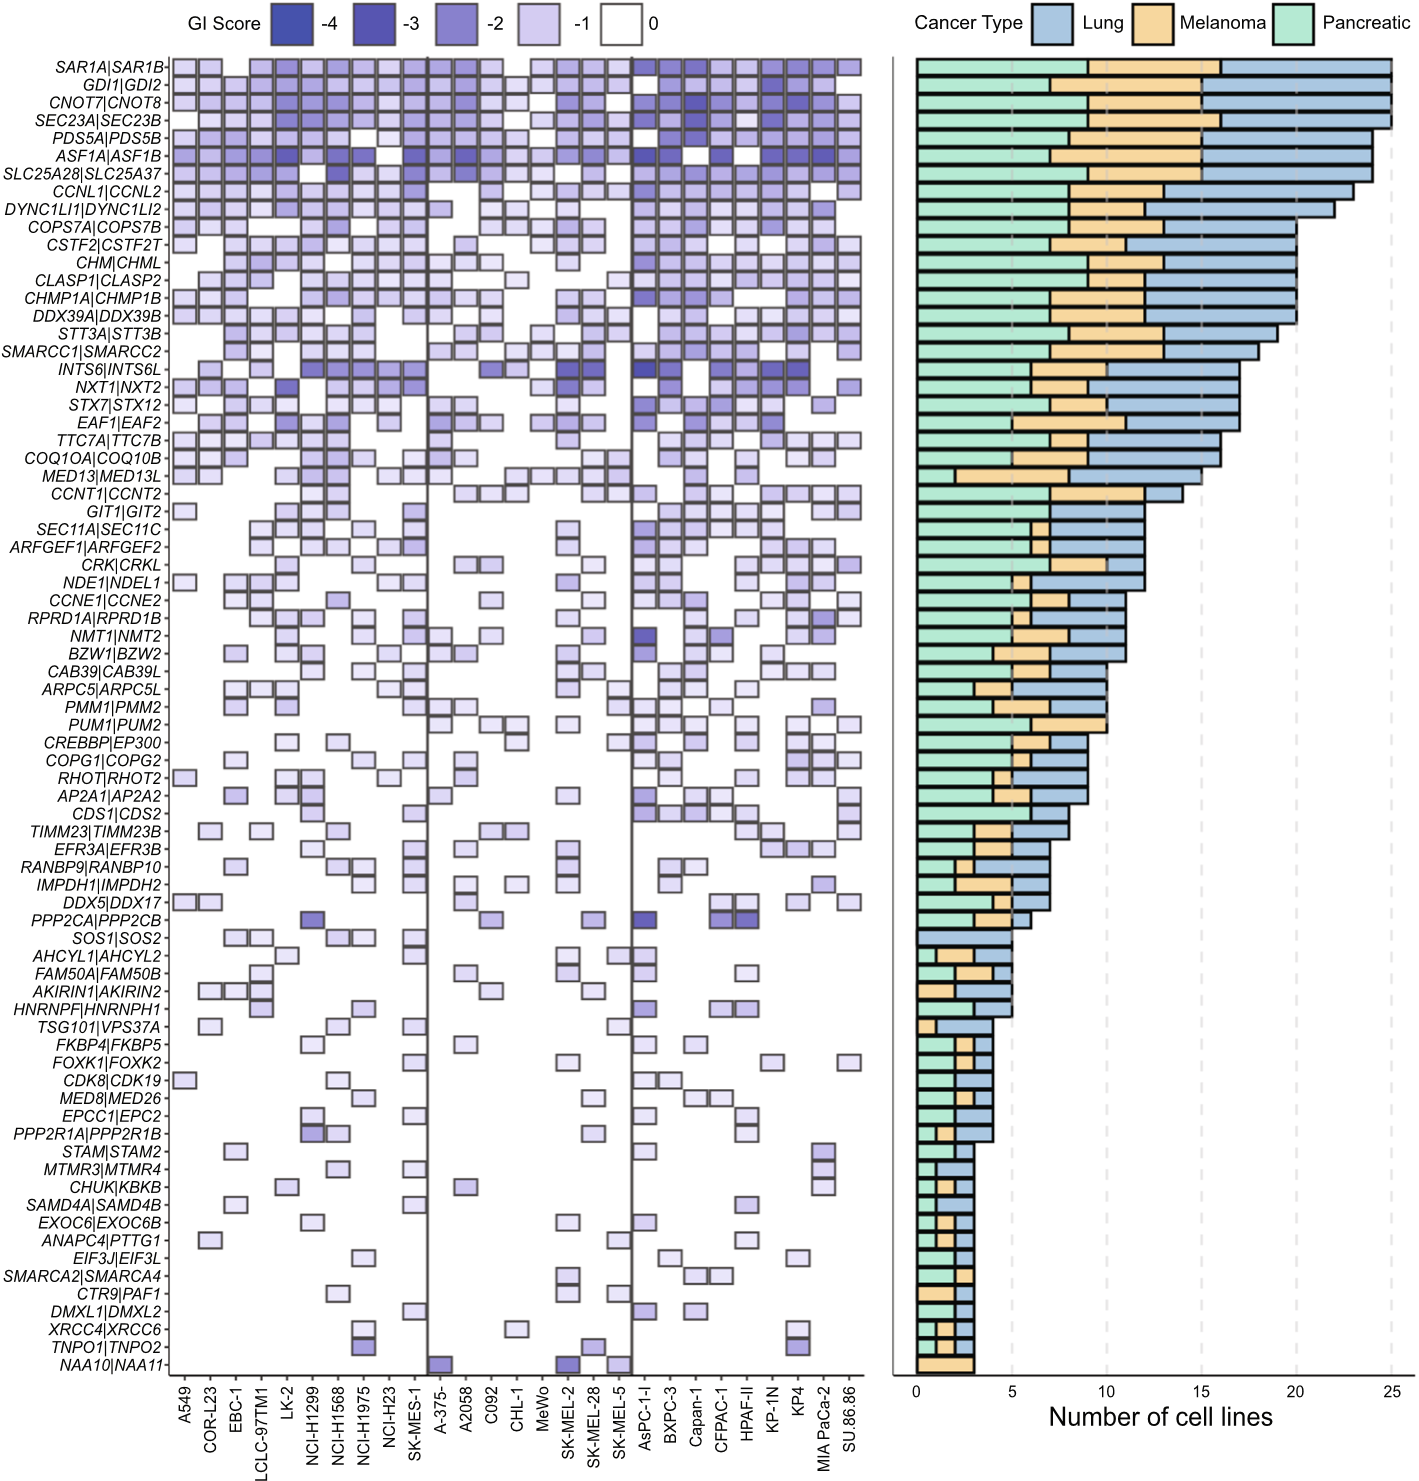 GI Score -4 -3 -2 -1 0
Cancer Type Lung Melanoma Pancreatic
SAR1A|SAR1B
GDI1|GDI2
CNOT7|CNOT8
SEC23A|SEC23B
PDS5A|PDS5B
ASF1A|ASF1B
SLC25A28|SLC25A37
CCNL1|CCNL2
DYNC1LI1|DYNC1LI2
COPS7A|COPS7B
CSTF2|CSTF2T
CHM|CHML
CLASP1|CLASP2
CHMP1A|CHMP1B
DDX39A|DDX39B
STT3A|STT3B
SMARCC1|SMARCC2
INTS6|INTS6L
NXT1|NXT2
STX7|STX12
EAF1|EAF2
TTC7A|TTC7B
COQ1OA|COQ10B
MED13|MED13L
CCNT1|CCNT2
GIT1|GIT2
SEC11A|SEC11C
ARFGEF1|ARFGEF2
CRK|CRKL
NDE1|NDEL1
CCNE1|CCNE2
RPRD1A|RPRD1B
NMT1|NMT2
BZW1|BZW2
CAB39|CAB39L
ARPC5|ARPC5L
PMM1|PMM2
PUM1|PUM2
CREBBP|EP300
COPG1|COPG2
RHOT|RHOT2
AP2A1|AP2A2
CDS1|CDS2
TIMM23|TIMM23B
EFR3A|EFR3B
RANBP9|RANBP10
IMPDH1|IMPDH2
DDX5|DDX17
PPP2CA|PPP2CB
SOS1|SOS2
AHCYL1|AHCYL2
FAM50A|FAM50B
AKIRIN1|AKIRIN2
HNRNPF|HNRNPH1
TSG101|VPS37A
FKBP4|FKBP5
FOXK1|FOXK2
CDK8|CDK19
MED8|MED26
EPCC1|EPC2
PPP2R1A|PPP2R1B
STAM|STAM2
MTMR3|MTMR4
CHUK|KBKB
SAMD4A|SAMD4B
EXOC6|EXOC6B
ANAPC4|PTTG1
EIF3J|EIF3L
SMARCA2|SMARCA4
CTR9|PAF1
DMXL1|DMXL2
XRCC4|XRCC6
TNPO1|TNPO2
NAA10|NAA11
A549
COR-L23
EBC-1
LCLC-97TM1
LK-2
NCI-H1299
NCI-H1568
NCI-H1975
NCI-H23
SK-MES-1
A-375-
A2058
C092
CHL-1
MeWo
SK-MEL-2
SK-MEL-28
SK-MEL-5
AsPC-1-I
BXPC-3
Capan-1
CFPAC-1
HPAF-II
KP-1N
KP4
MIA PaCa-2
SU.86.86
0 5 10 15 20 25
Number of cell lines